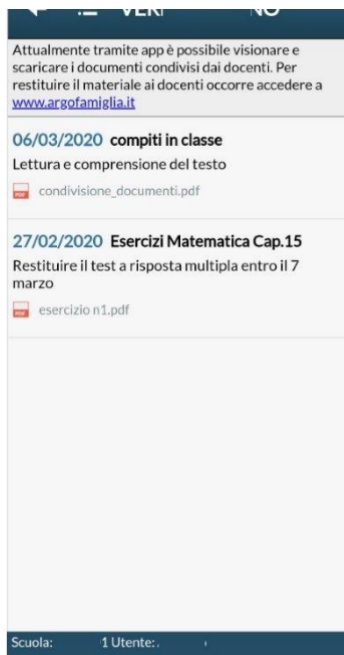 Attualmente tramite app è possibile visionare e
scaricare i documenti condivisi dai docenti. Per
restituire il materiale ai docenti occorre accedere a
www.argofamiglia.it
06/03/2020 compiti in classe
Lettura e comprensione del testo
PDF condivisione_documenti.pdf
27/02/2020 Esercizi Matematica Cap.15
Restituire il test a risposta multipla entro il 7
marzo
PDF esercizio n1.pdf
Scuola: 1 Utente: